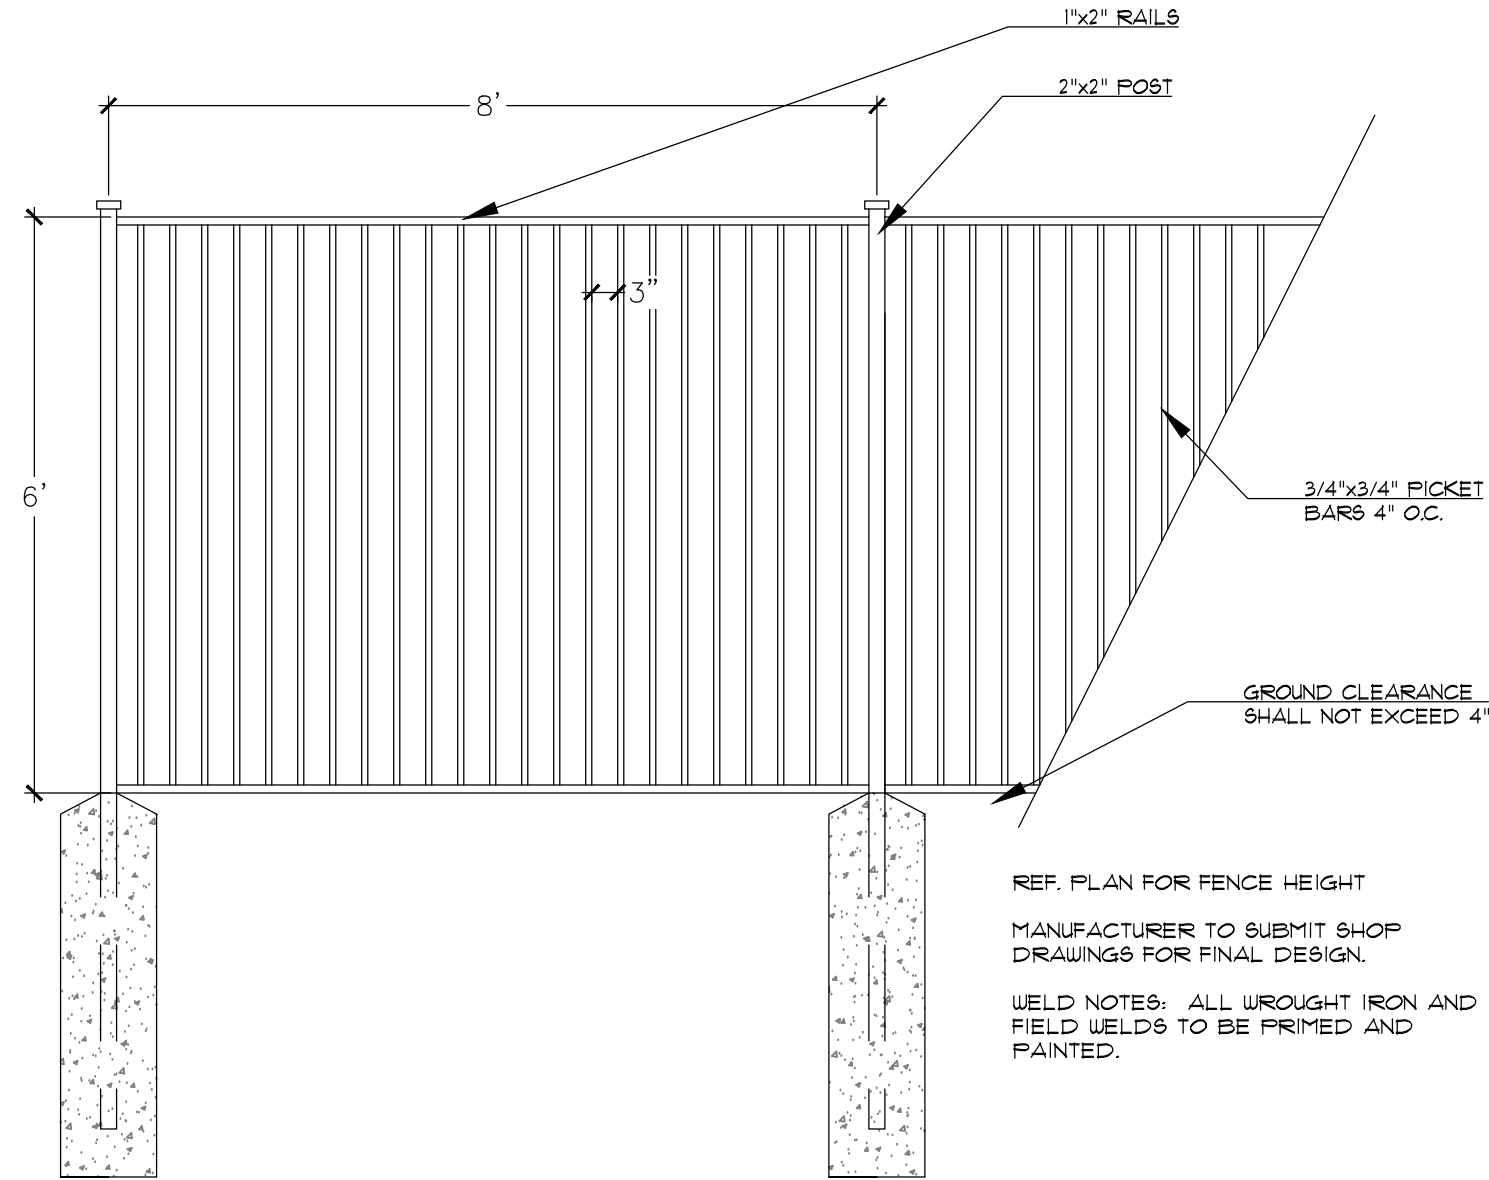 1"x2" RAILS
2"x2" POST
8'
3"
6'
3/4"x3/4" PICKET
BARS 4" O.C.
GROUND CLEARANCE
SHALL NOT EXCEED 4"
REF. PLAN FOR FENCE HEIGHT
MANUFACTURER TO SUBMIT SHOP
DRAWINGS FOR FINAL DESIGN.
WELD NOTES: ALL WROUGHT IRON AND
FIELD WELDS TO BE PRIMED AND
PAINTED.